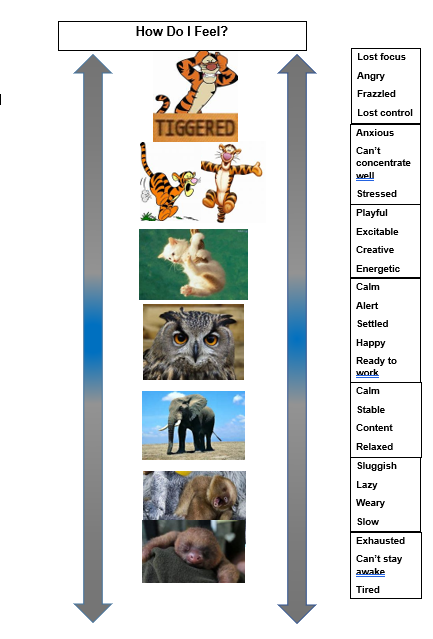 How Do I Feel?
TIGGERED
Lost focus
Angry
Frazzled
Lost control
Anxious
Can't
concentrate
well
Stressed
Playful
Excitable
Creative
Energetic
Calm
Alert
Settled
Happy
Ready to
work
Calm
Stable
Content
Relaxed
Sluggish
Lazy
Weary
Slow
Exhausted
Can't stay
awake
Tired